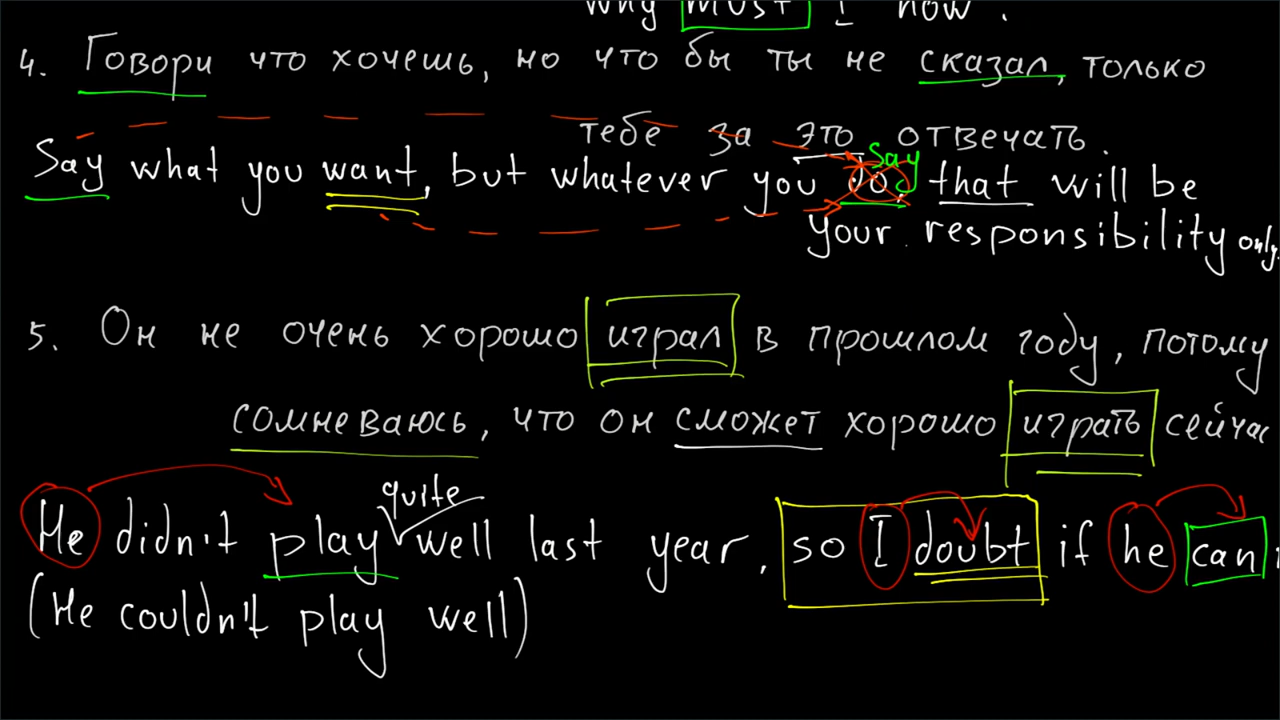 why must I now.
4. Говори что хочешь, но что бы ты не сказал, только
тебе за это отвечать.
Say what you want, but whatever you do, say that will be
your responsibility only.
5. Он не очень хорошо играл в прошлом году, потому
сомневаюсь, что он сможет хорошо играть сейчас
quite
He didn't play well last year, so I doubt if he can
(He couldn't play well)